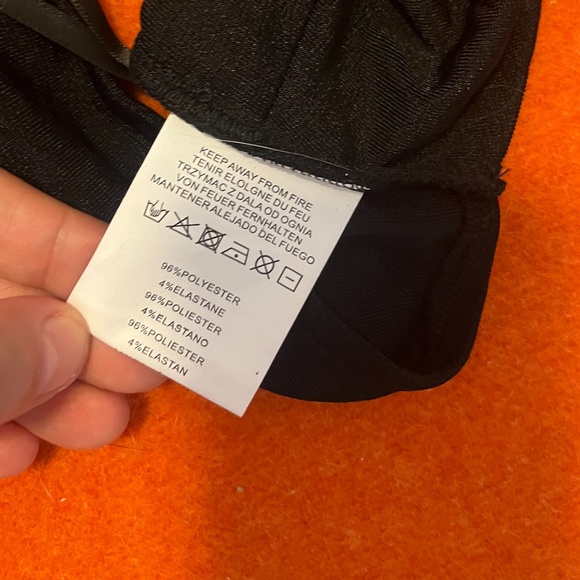 KEEP AWAY FROM FIRE
TENIR ELOLGNE DU FEU
TRZYMAC Z DALA OD OGNIA
VON FEUER FERNHALTEN
MANTENER ALEJADO DEL FUEGO
96%POLYESTER
4%ELASTANE
96%POLIESTER
4%ELASTANO
96%POLIESTER
4%ELASTAN